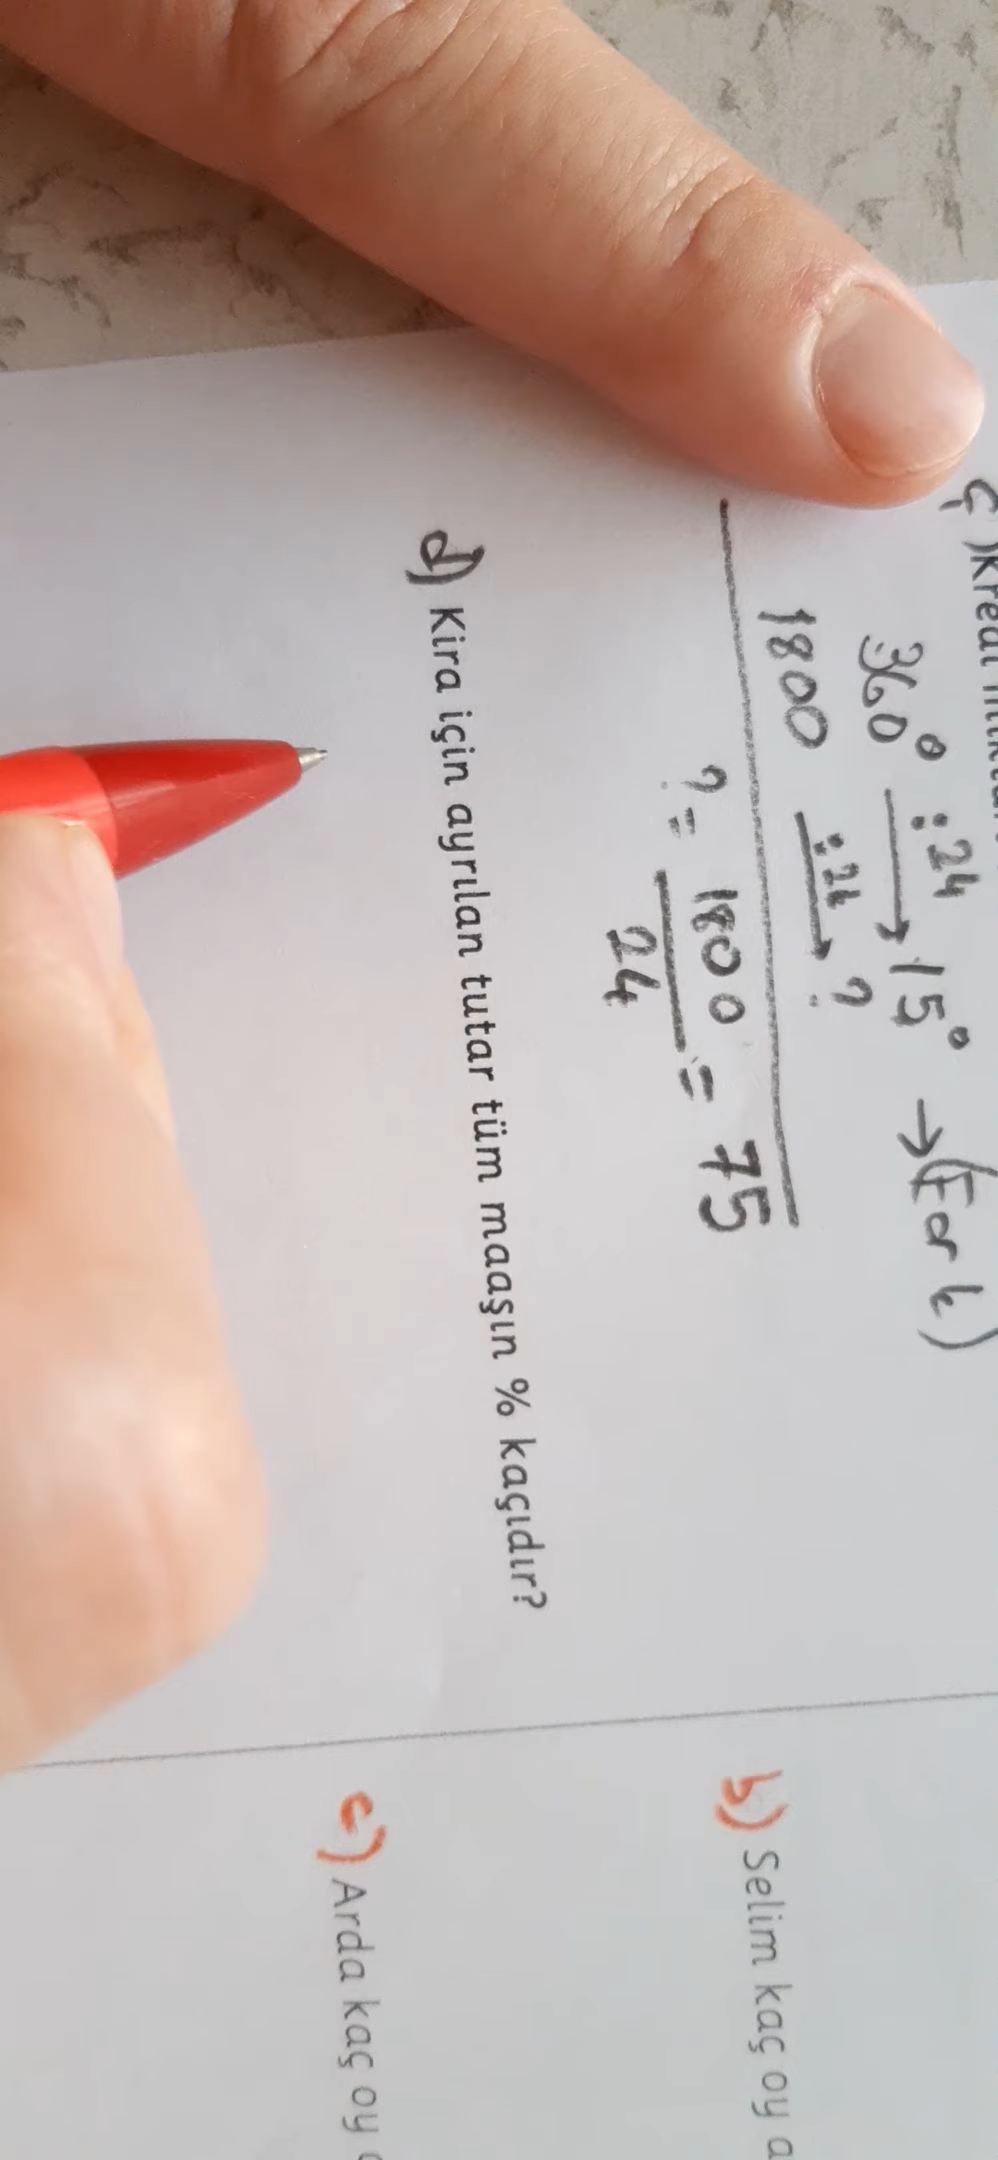 ç) Kredi
360° :24 → 15° → (Fark)
1800 :24 → ?
? = 1800 / 24 = 75
d) Kira için ayrılan tutar tüm maaşın % kaçıdır?
b) Selim kaç oy a
c) Arda kaç oy